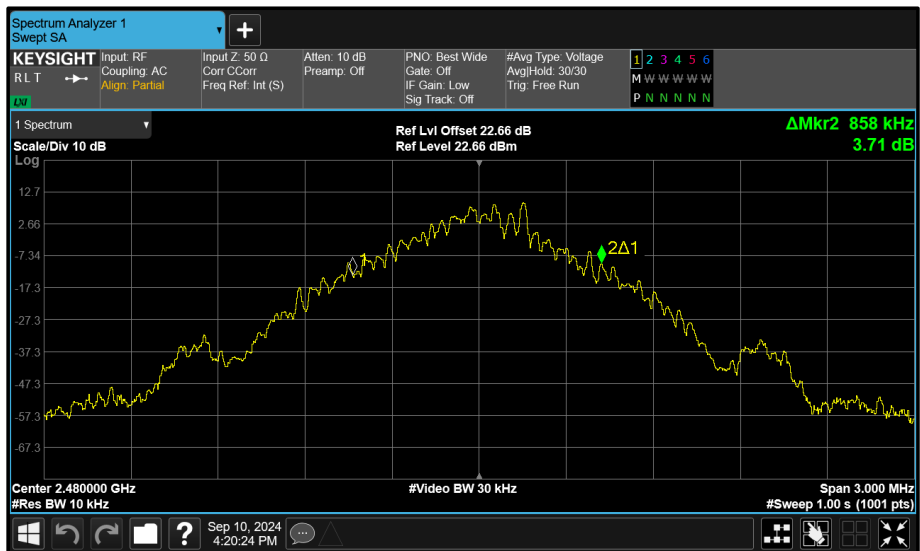 Spectrum Analyzer 1
Swept SA
KEYSIGHT
R L T
LXI
Input: RF
Coupling: AC
Align: Partial
Input Z: 50 Ω
Corr CCorr
Freq Ref: Int (S)
Atten: 10 dB
Preamp: Off
PNO: Best Wide
Gate: Off
IF Gain: Low
Sig Track: Off
#Avg Type: Voltage
Avg|Hold: 30/30
Trig: Free Run
1 2 3 4 5 6
M W W W W W
P N N N N N
1 Spectrum
Scale/Div 10 dB
Ref Lvl Offset 22.66 dB
Ref Level 22.66 dBm
ΔMkr2 858 kHz
3.71 dB
Log
12.7
2.66
-7.34
-17.3
-27.3
-37.3
-47.3
-57.3
-67.3
1
2Δ1
Center 2.480000 GHz
#Res BW 10 kHz
#Video BW 30 kHz
Span 3.000 MHz
#Sweep 1.00 s (1001 pts)
?
Sep 10, 2024
4:20:24 PM